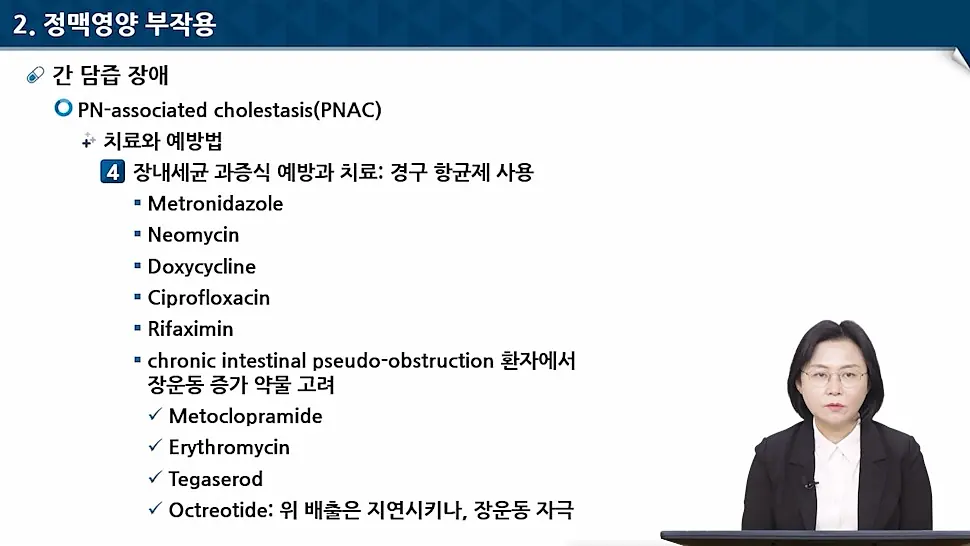 2. 정맥영양 부작용
간 담즙 장애
PN-associated cholestasis(PNAC)
치료와 예방법
4 장내세균 과증식 예방과 치료: 경구 항균제 사용
Metronidazole
Neomycin
Doxycycline
Ciprofloxacin
Rifaximin
chronic intestinal pseudo-obstruction 환자에서
장운동 증가 약물 고려
Metoclopramide
Erythromycin
Tegaserod
Octreotide: 위 배출은 지연시키나, 장운동 자극